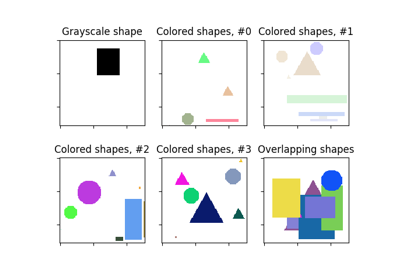 Grayscale shape
Colored shapes, #0
Colored shapes, #1
Colored shapes, #2
Colored shapes, #3
Overlapping shapes